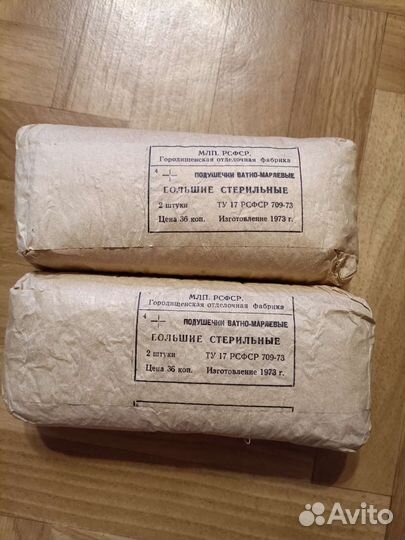 МЛП. РСФСР.
Городищенская отделочная фабрика
4 ПОДУШЕЧКИ ВАТНО-МАРЛЕВЫЕ
БОЛЬШИЕ СТЕРИЛЬНЫЕ
2 штуки ТУ 17 РСФСР 709-73
Цена 36 коп. Изготовление 1973 г.
МЛП. РСФСР.
Городищенская отделочная фабрика
4 ПОДУШЕЧКИ ВАТНО-МАРЛЕВЫЕ
БОЛЬШИЕ СТЕРИЛЬНЫЕ
2 штуки ТУ 17 РСФСР 709-73
Цена 36 коп. Изготовление 1973 г.
Avito